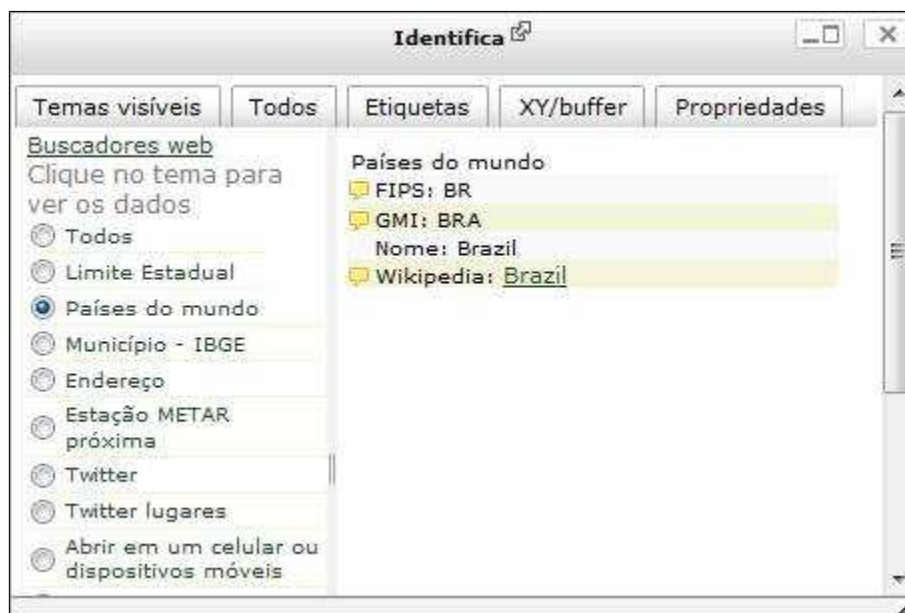 Identifica
Temas visíveis
Todos
Etiquetas
XY/buffer
Propriedades
Buscadores web
Clique no tema para
ver os dados
Todos
Limite Estadual
Países do mundo
Município - IBGE
Endereço
Estação METAR
próxima
Twitter
Twitter lugares
Abrir em um celular ou
dispositivos móveis
Países do mundo
FIPS: BR
GMI: BRA
Nome: Brazil
Wikipedia: Brazil